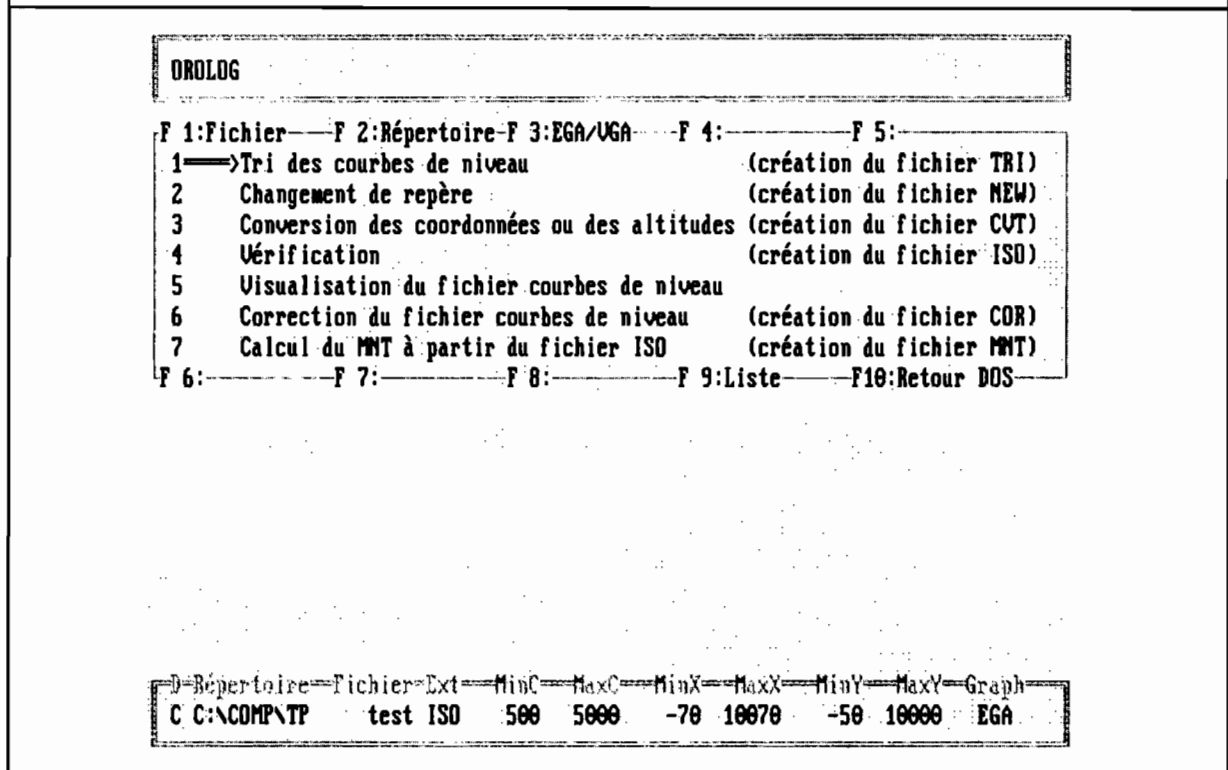 OROLOG
F 1:Fichier F 2:Répertoire F 3:EGA/VGA F 4: F 5:
1====>Tri des courbes de niveau (création du fichier TRI)
2 Changement de repère (création du fichier NEW)
3 Conversion des coordonnées ou des altitudes (création du fichier CVT)
4 Vérification (création du fichier ISO)
5 Visualisation du fichier courbes de niveau
6 Correction du fichier courbes de niveau (création du fichier COR)
7 Calcul du MNT à partir du fichier ISO (création du fichier MNT)
F 6: F 7: F 8: F 9:Liste F10:Retour DOS
D Répertoire Fichier Ext MinC MaxC MinX MaxX MinY MaxY Graph
C C:\COMP\TP test ISO 500 5000 -70 10070 -50 10000 EGA